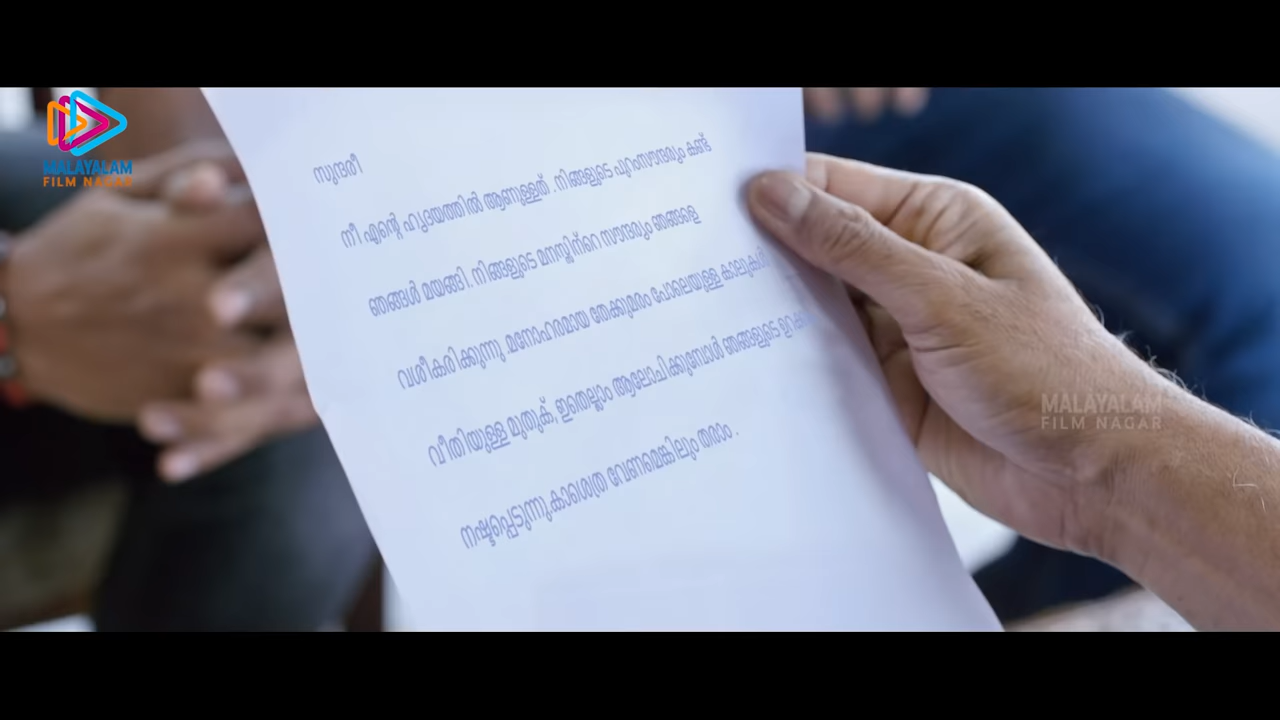 MALAYALAM
FILM NAGAR
സുന്ദരീ
നീ എന്റെ ഹൃദയത്തിൽ ആണുള്ളത് . നിങ്ങളുടെ പുറംസൗന്ദര്യം കണ്ട്
ഞങ്ങൾ മയങ്ങി. നിങ്ങളുടെ മനസ്സിന്റെ സൗന്ദര്യം ഞങ്ങളെ
വശീകരിക്കുന്നു .മനോഹരമായ തേക്കുമരം പോലെയുള്ള കാലുകൾ
വീതിയുള്ള മുതുക്, ഇതെല്ലാം ആലോചിക്കുമ്പോൾ ഞങ്ങളുടെ
നഷ്ടപ്പെടുന്നു.കാശെത്ര വേണമെങ്കിലും തരാം .
MALAYALAM
FILM NAGAR